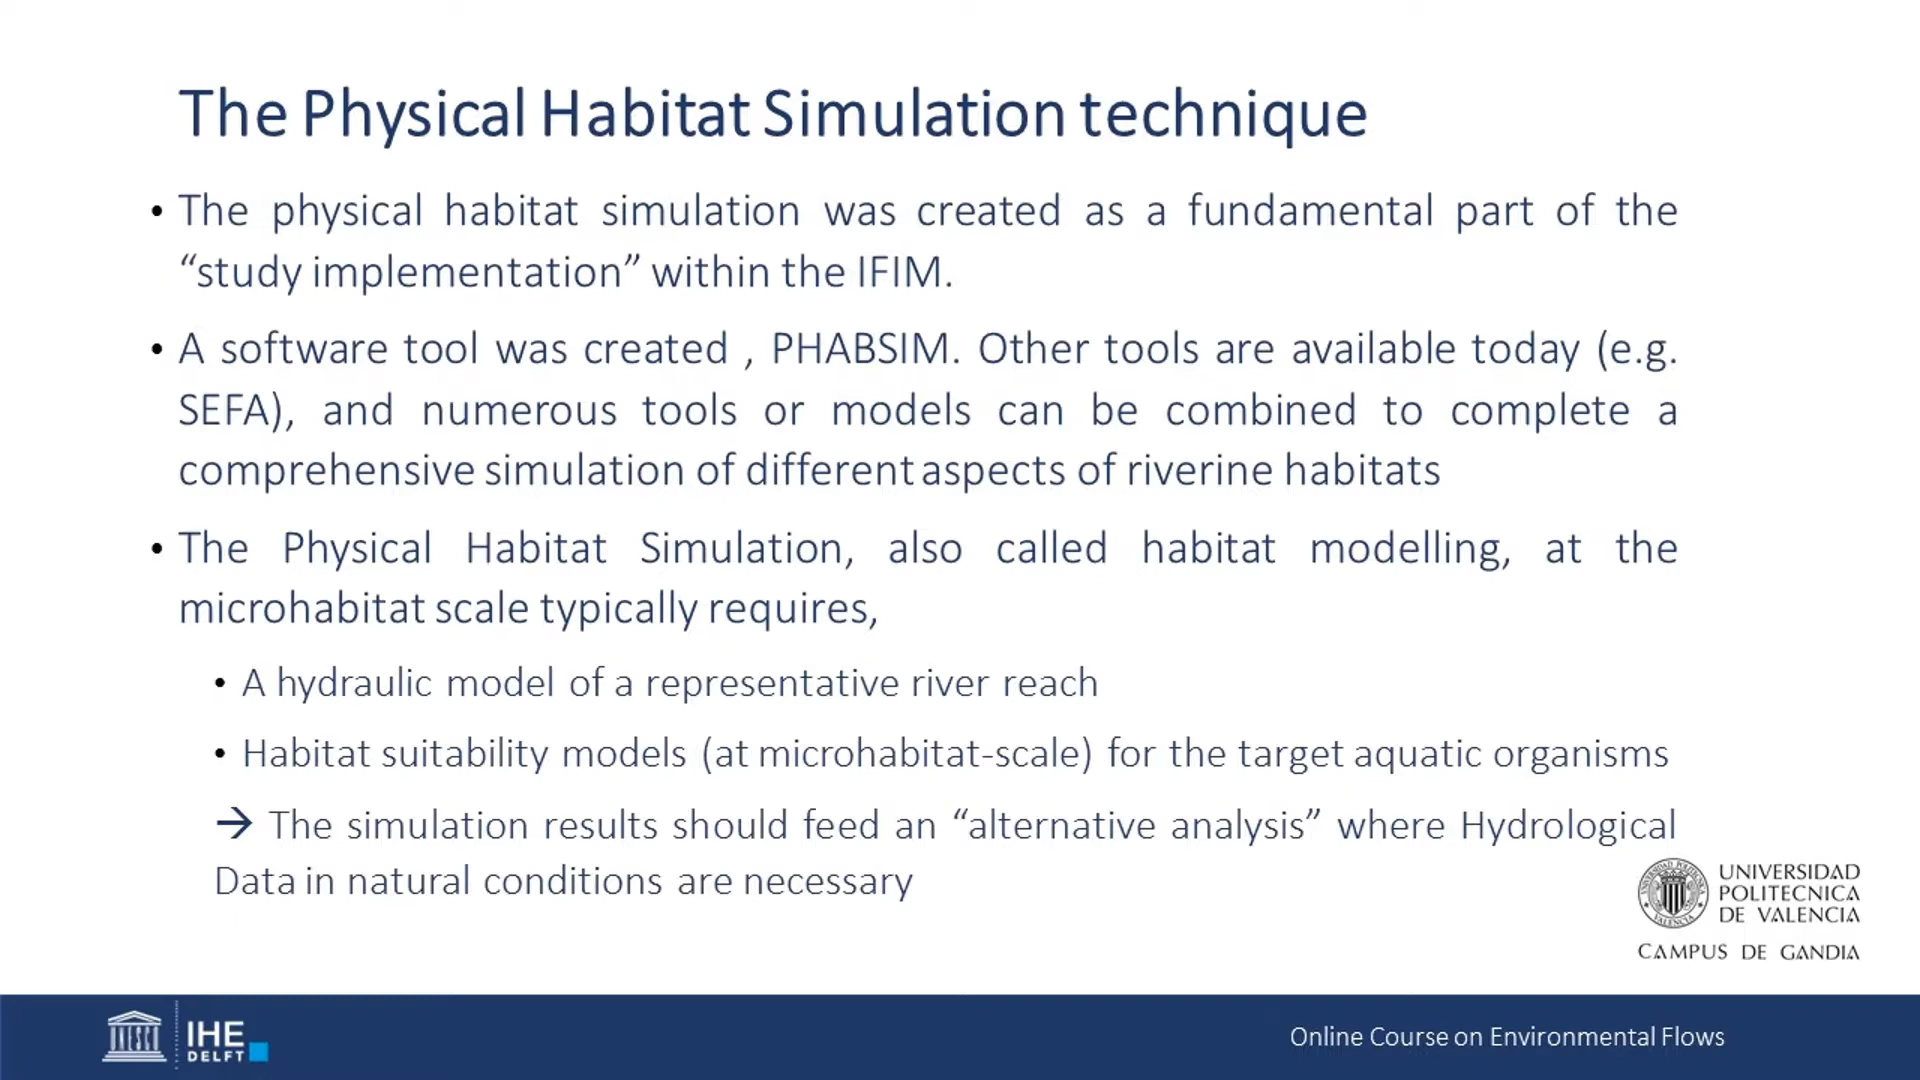 The Physical Habitat Simulation technique
• The physical habitat simulation was created as a fundamental part of the
“study implementation” within the IFIM.
• A software tool was created , PHABSIM. Other tools are available today (e.g.
SEFA), and numerous tools or models can be combined to complete a
comprehensive simulation of different aspects of riverine habitats
• The Physical Habitat Simulation, also called habitat modelling, at the
microhabitat scale typically requires,
• A hydraulic model of a representative river reach
• Habitat suitability models (at microhabitat-scale) for the target aquatic organisms
→ The simulation results should feed an “alternative analysis” where Hydrological
Data in natural conditions are necessary
UNIVERSIDAD
POLITECNICA
DE VALENCIA
CAMPUS DE GANDIA
UNESCO
IHE
DELFT
Online Course on Environmental Flows